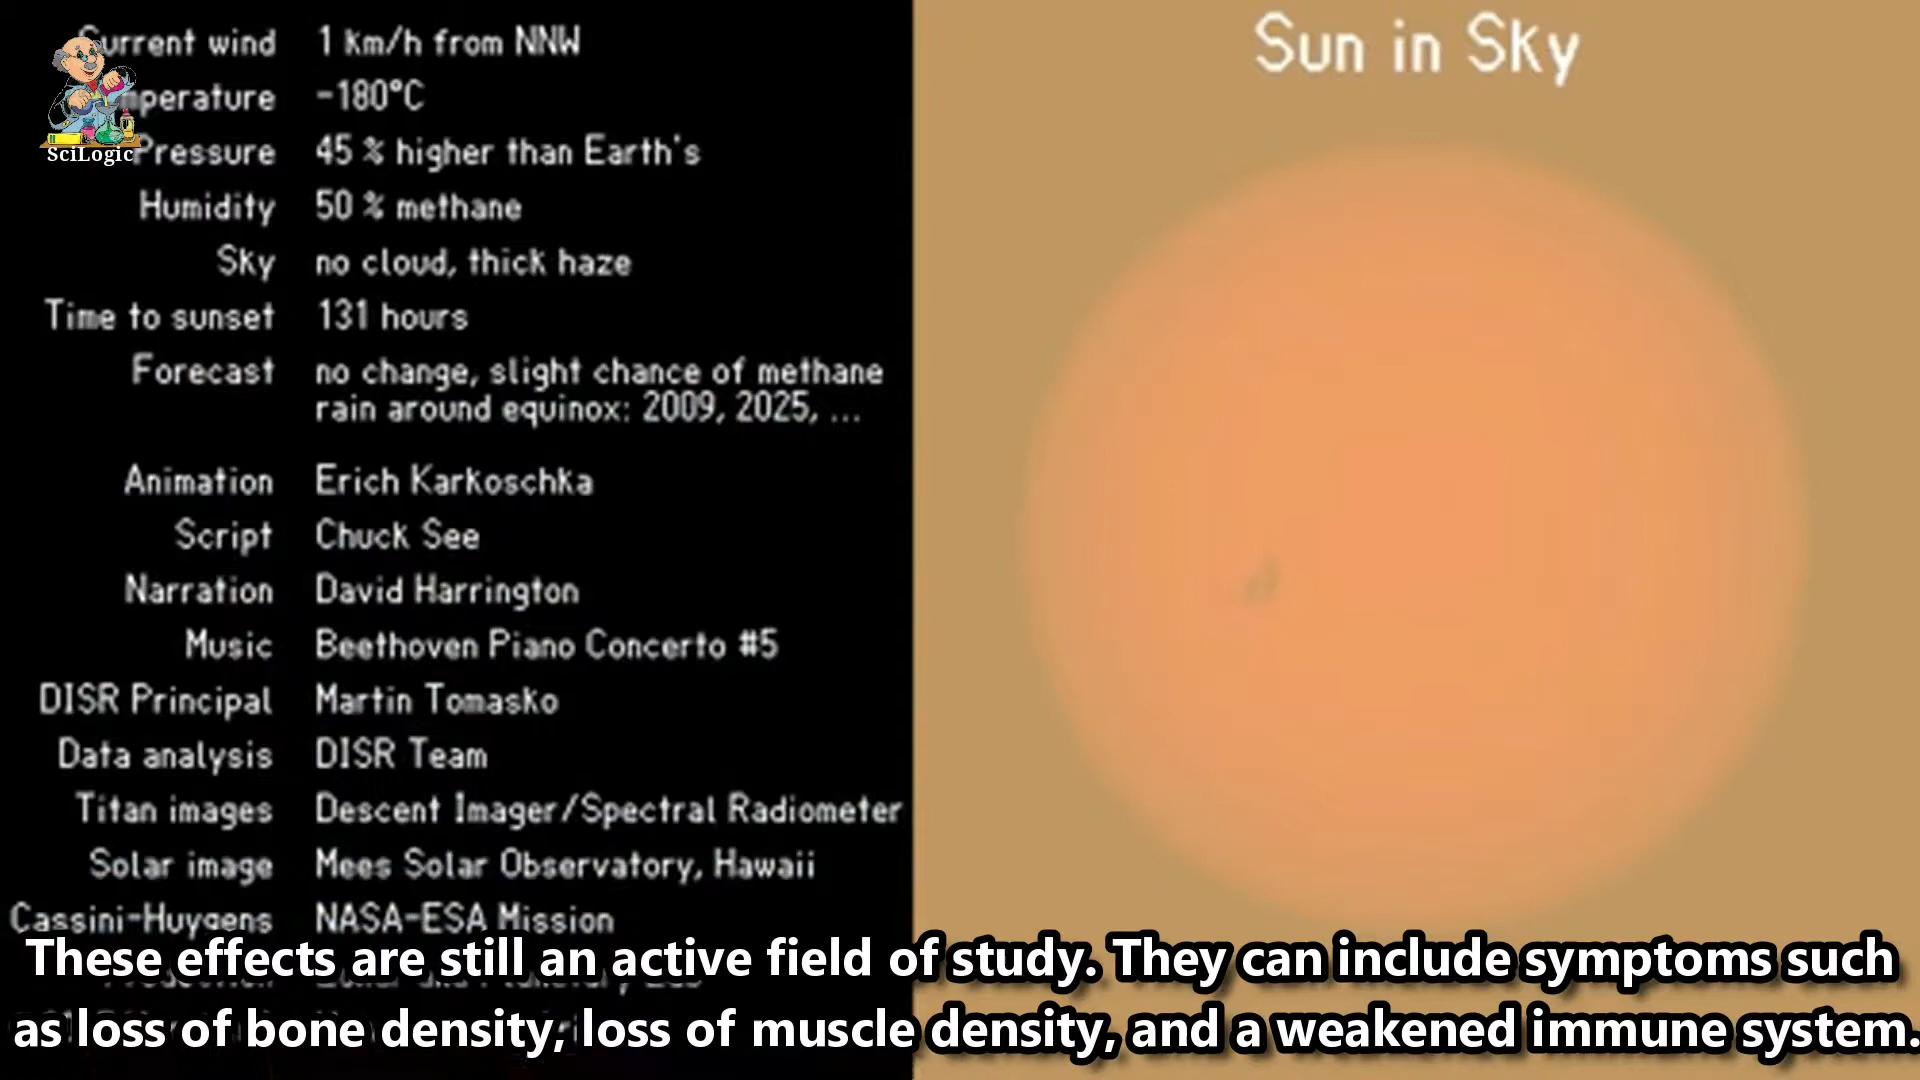 Sun in Sky
Current wind 1 km/h from NNW
-180°C
SciLogic
Pressure 45 % higher than Earth's
Humidity 50 % methane
Sky no cloud, thick haze
Time to sunset 131 hours
Forecast no change, slight chance of methane
rain around equinox: 2009, 2025, ...
Animation Erich Karkoschka
Script Chuck See
Narration David Harrington
Music Beethoven Piano Concerto #5
DISR Principal Martin Tomasko
Data analysis DISR Team
Titan images Descent Imager/Spectral Radiometer
Solar image Mees Solar Observatory, Hawaii
Cassini-Huygens NASA-ESA Mission
These effects are still an active field of study. They can include symptoms such
as loss of bone density, loss of muscle density, and a weakened immune system.